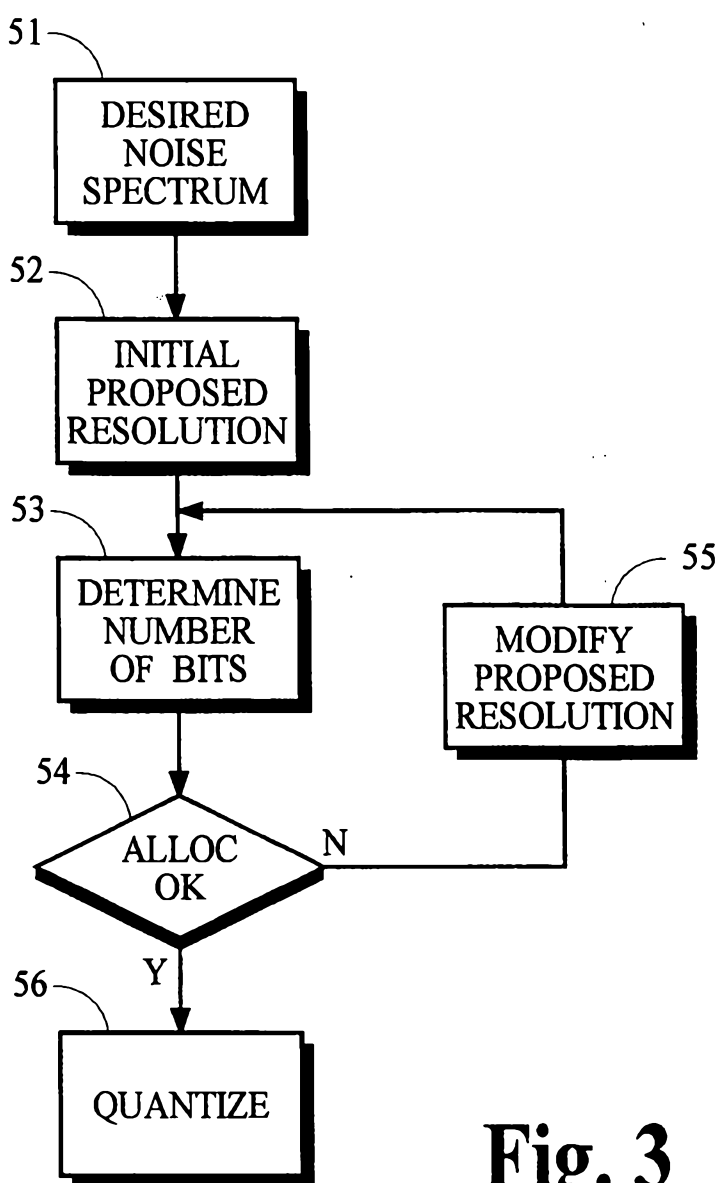 51
DESIRED
NOISE
SPECTRUM
52
INITIAL
PROPOSED
RESOLUTION
53
DETERMINE
NUMBER
OF BITS
55
MODIFY
PROPOSED
RESOLUTION
54
ALLOC
OK
N
Y
56
QUANTIZE
Fig. 3